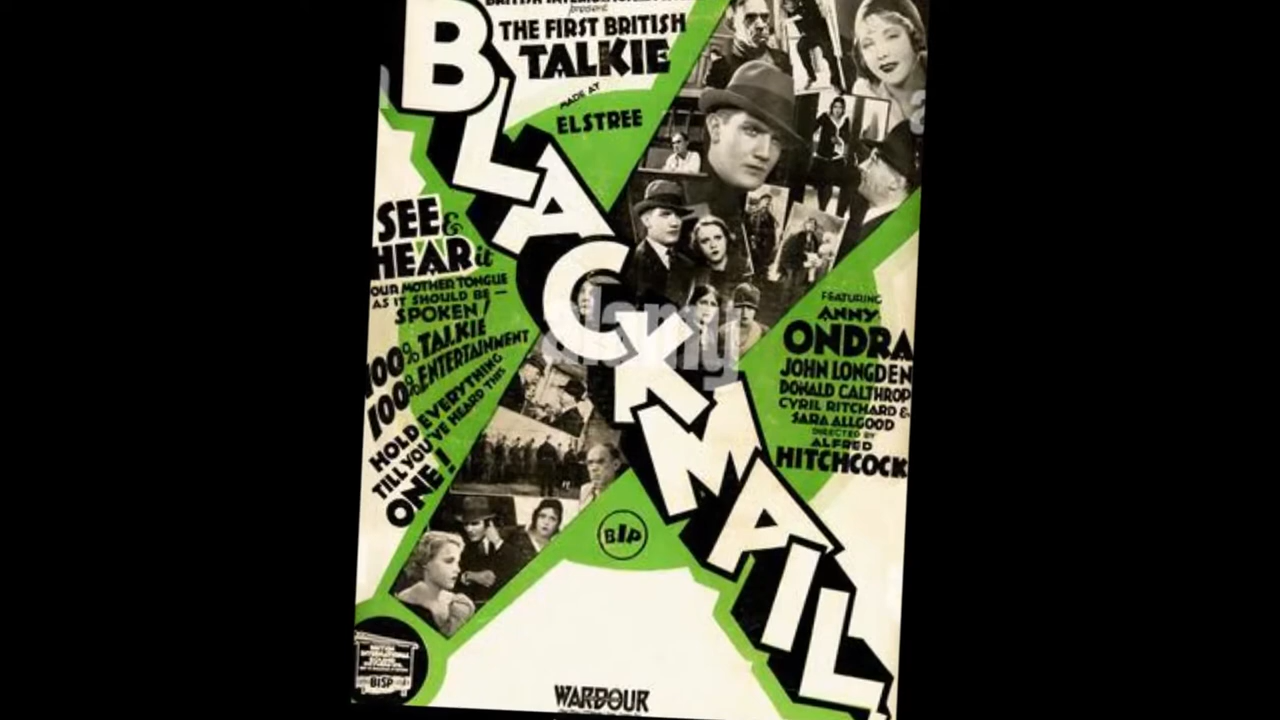 present
THE FIRST BRITISH
TALKIE
MADE AT
ELSTREE
BLACKMAIL
SEE &
HEAR it
OUR MOTHER TONGUE
AS IT SHOULD BE —
SPOKEN!
100% TALKIE
100% ENTERTAINMENT
HOLD EVERYTHING
TILL YOU'VE HEARD THIS
ONE!
FEATURING
ANNY
ONDRA
JOHN LONGDEN
DONALD CALTHROP
CYRIL RITCHARD &
SARA ALLGOOD
DIRECTED BY
ALFRED
HITCHCOCK
BIP
alamy
BISP
WARDOUR